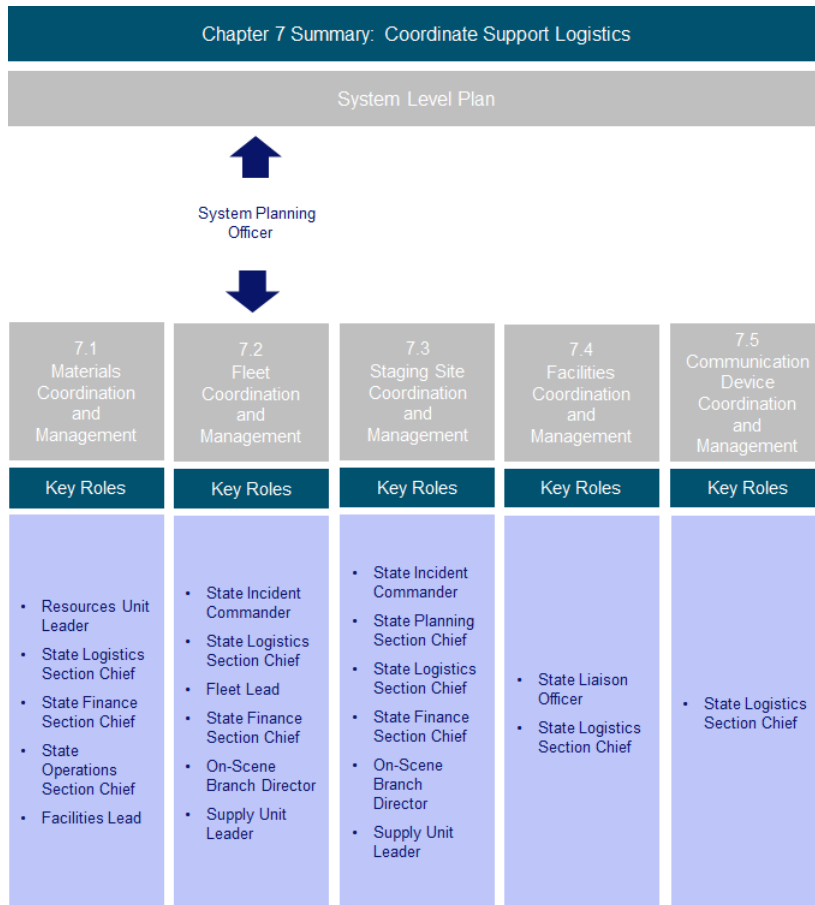 Chapter 7 Summary:  Coordinate Support Logistics
System Level Plan
System Planning
Officer
7.1
Materials
Coordination
and
Management
7.2
Fleet
Coordination
and
Management
7.3
Staging Site
Coordination
and
Management
7.4
Facilities
Coordination
and
Management
7.5
Communication
Device
Coordination
and
Management
Key Roles
Key Roles
Key Roles
Key Roles
Key Roles
• Resources Unit
Leader
• State Logistics
Section Chief
• State Finance
Section Chief
• State
Operations
Section Chief
• Facilities Lead
• State Incident
Commander
• State Logistics
Section Chief
• Fleet Lead
• State Finance
Section Chief
• On-Scene
Branch Director
• Supply Unit
Leader
• State Incident
Commander
• State Planning
Section Chief
• State Logistics
Section Chief
• State Finance
Section Chief
• On-Scene
Branch
Director
• Supply Unit
Leader
• State Liaison
Officer
• State Logistics
Section Chief
• State Logistics
Section Chief